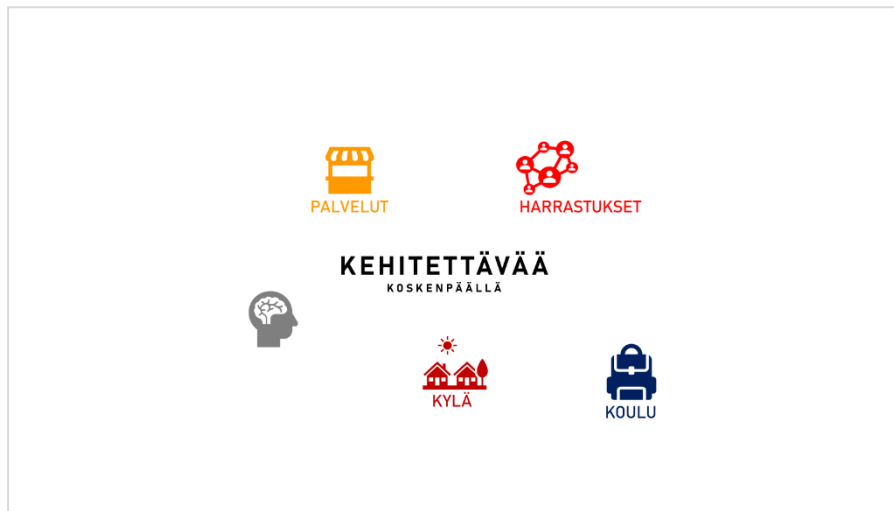 PALVELUT
HARRASTUKSET
KEHITETTÄVÄÄ
KOSKENPÄÄLLÄ
KYLÄ
KOULU